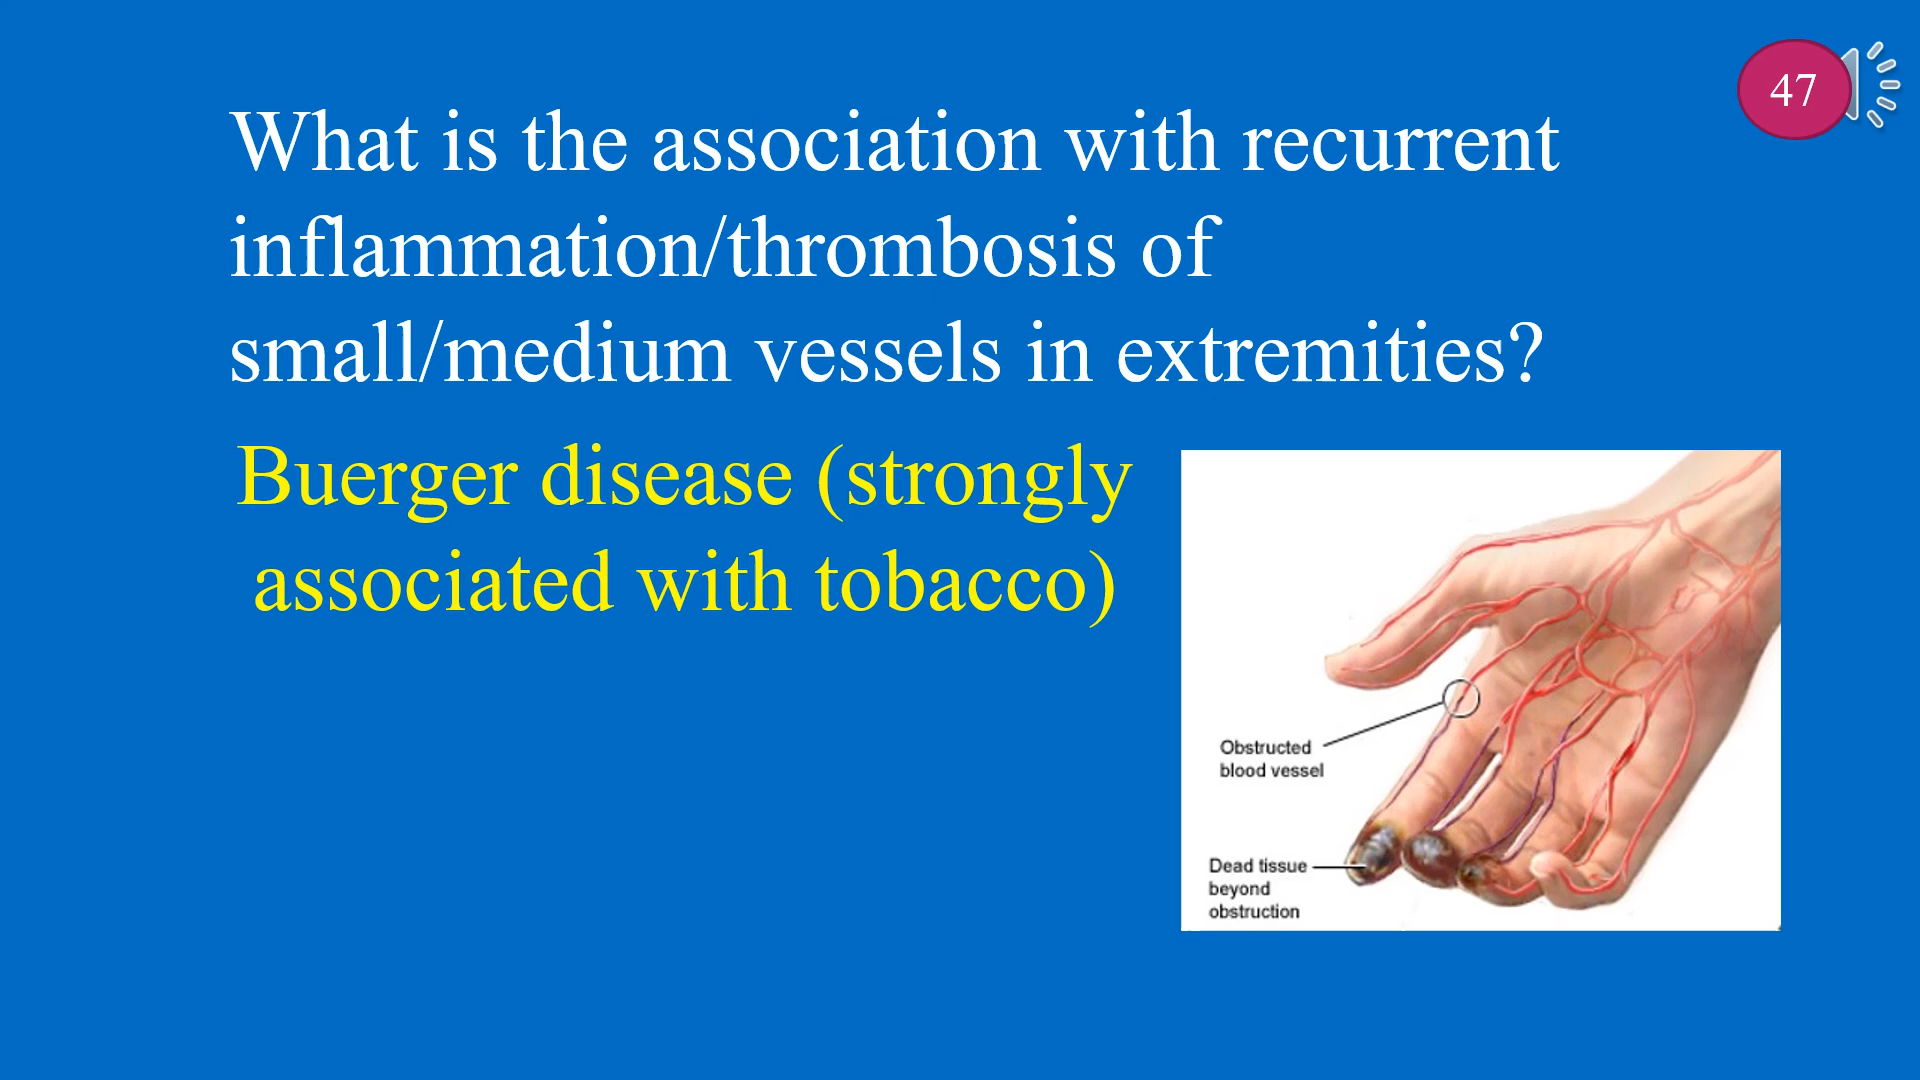 47
What is the association with recurrent
inflammation/thrombosis of
small/medium vessels in extremities?
Buerger disease (strongly
associated with tobacco)
Obstructed
blood vessel
Dead tissue
beyond
obstruction